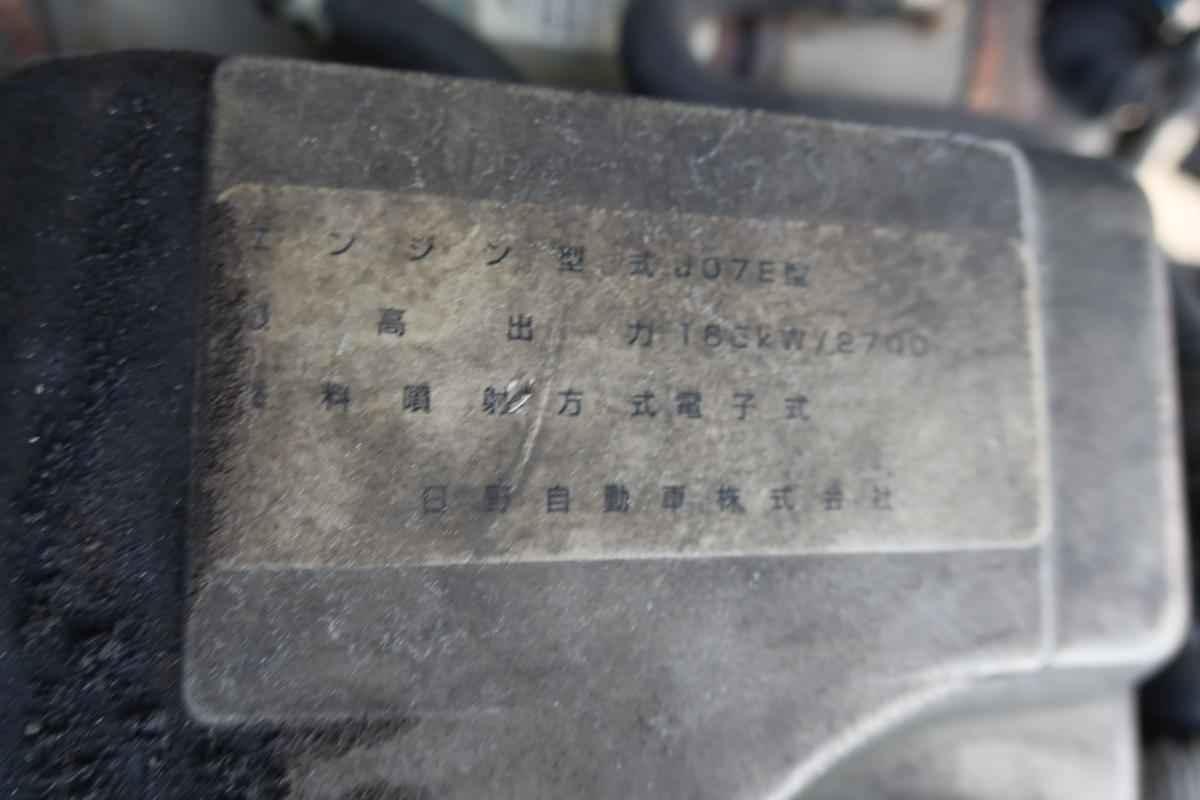 エンジン型式 J07E型
高出力 /2700
料噴射方式 電子式
日野自動車株式会社